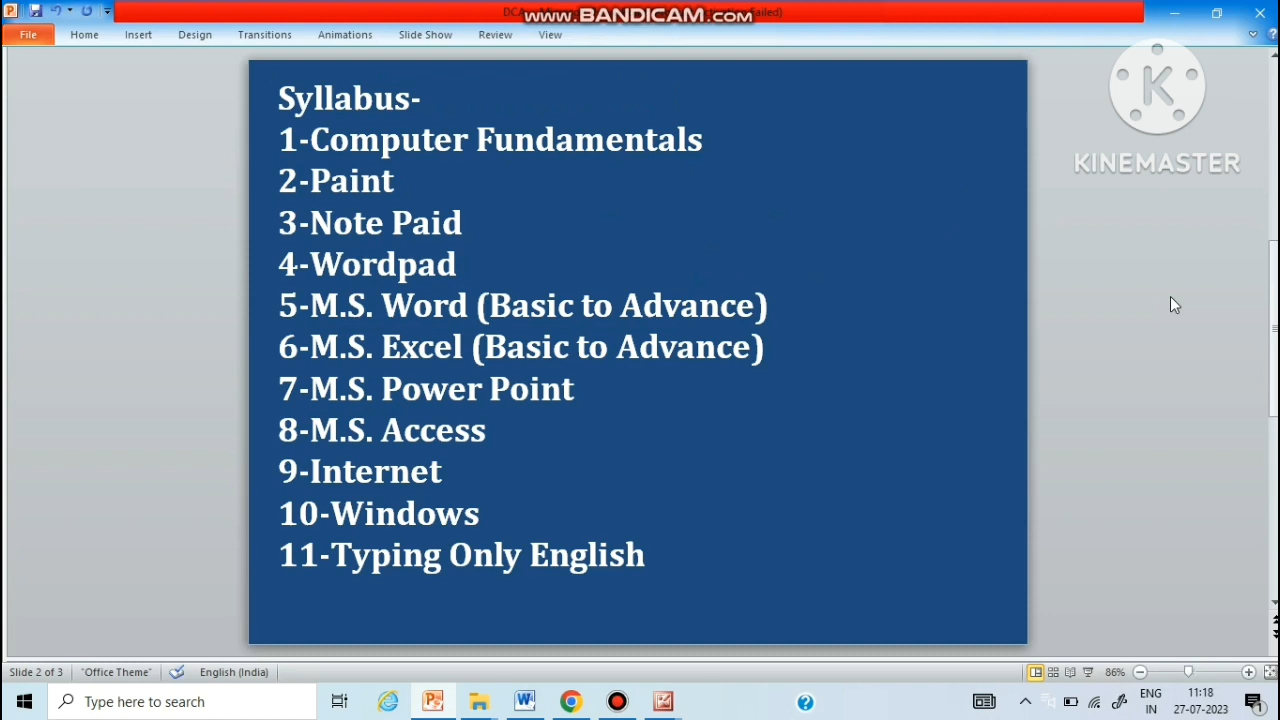 DCA
www.BANDICAM.com
ailed)
File Home Insert Design Transitions Animations Slide Show Review View
K
KINEMASTER
Syllabus-
1-Computer Fundamentals
2-Paint
3-Note Paid
4-Wordpad
5-M.S. Word (Basic to Advance)
6-M.S. Excel (Basic to Advance)
7-M.S. Power Point
8-M.S. Access
9-Internet
10-Windows
11-Typing Only English
Slide 2 of 3 "Office Theme" English (India) 86%
Type here to search
ENG 11:18
IN 27-07-2023 1